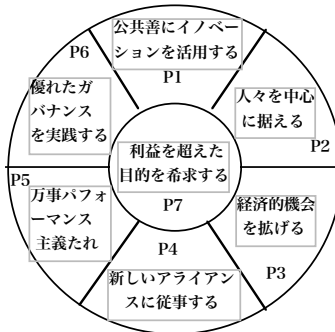 公共善にイノベー
ションを活用する
P1
人々を中心
に据える
P2
経済的機会
を拡げる
P3
P4
新しいアライアン
スに従事する
P5
万事パフォ
ーマンス
主義たれ
P6
優れたガ
バナンス
を実践する
利益を超えた
目的を希求する
P7